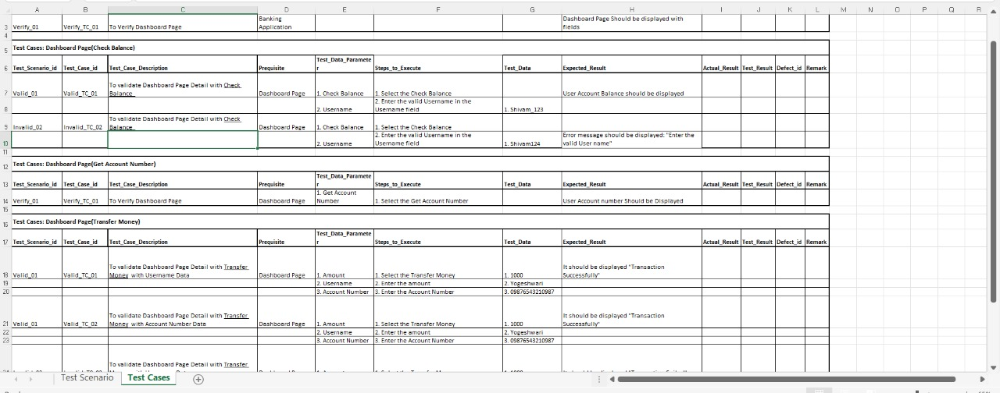 A B C D E F G H I J K L M N O P Q R
Banking Dashboard Page Should be displayed with
3 Verify_01 Verify_TC_01 To Verify Dashboard Page Application fields
4
5 Test Cases: Dashboard Page(Check Balance)
Test_Data_Paramete
6 Test_Scenario_id Test_Case_id Test_Case_Description Prequisite r Steps_to_Execute Test_Data Expected_Result Actual_Result Test_Result Defect_id Remark
To validate Dashboard Page Detail with Check
7 Valid_01 Valid_TC_01 Balance Dashboard Page 1. Check Balance 1. Select the Check Balance User Account Balance should be displayed
2. Enter the valid Username in the
8 2. Username Username field 1. Shivam_123
To validate Dashboard Page Detail with Check
9 Invalid_02 Invalid_TC_02 Balance Dashboard Page 1. Check Balance 1. Select the Check Balance
2. Enter the valid Username in the Error message should be displayed: "Enter the
10 2. Username Username field 1. Shivam124 valid User name"
11
12 Test Cases: Dashboard Page(Get Account Number)
Test_Data_Paramete
13 Test_Scenario_id Test_Case_id Test_Case_Description Prequisite r Steps_to_Execute Test_Data Expected_Result Actual_Result Test_Result Defect_id Remark
1. Get Account
14 Verify_01 Verify_TC_01 To Verify Dashboard Page Dashboard Page Number 1. Select the Get Account Number User Account number Should be Displayed
15
16 Test Cases: Dashboard Page(Transfer Money)
Test_Data_Paramete
17 Test_Scenario_id Test_Case_id Test_Case_Description Prequisite r Steps_to_Execute Test_Data Expected_Result Actual_Result Test_Result Defect_id Remark
To validate Dashboard Page Detail with Transfer It should be displayed "Transaction
18 Valid_01 Valid_TC_01 Money with Username Data Dashboard Page 1. Amount 1. Select the Transfer Money 1. 1000 Successfully"
19 2. Username 2. Enter the amount 2. Yogeshwari
20 3. Account Number 3. Enter the Account Number 3. 09876543210987
To validate Dashboard Page Detail with Transfer It should be displayed "Transaction
21 Valid_01 Valid_TC_02 Money with Account Number Data Dashboard Page 1. Amount 1. Select the Transfer Money 1. 1000 Successfully"
22 2. Username 2. Enter the amount 2. Yogeshwari
23 3. Account Number 3. Enter the Account Number 3. 09876543210987
To validate Dashboard Page Detail with Transfer
Test Scenario Test Cases